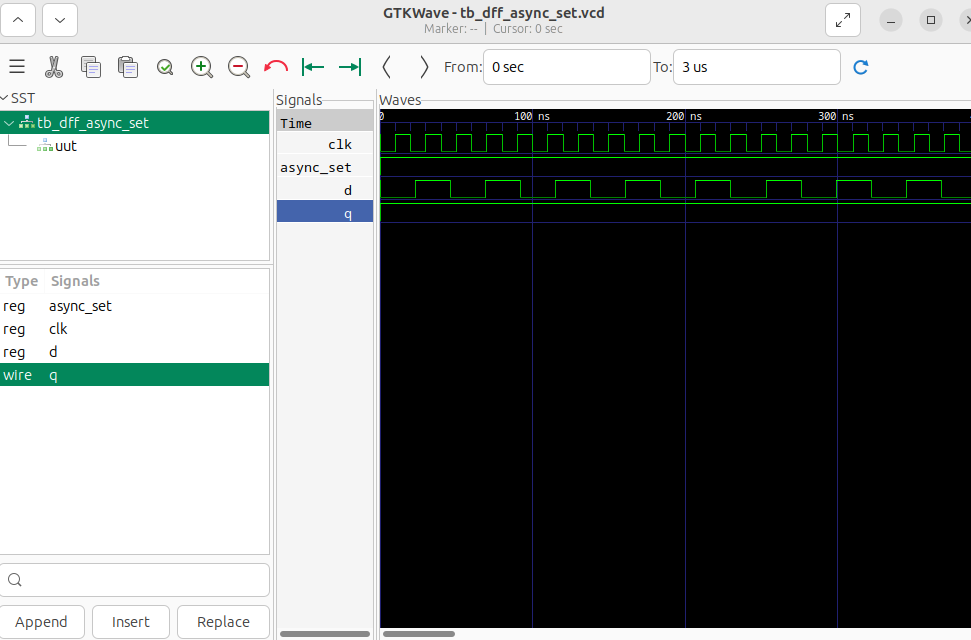 GTKWave - tb_dff_async_set.vcd
Marker: -- | Cursor: 0 sec
From: 0 sec To: 3 us
SST
tb_dff_async_set
uut
Type Signals
reg async_set
reg clk
reg d
wire q
Append Insert Replace
Signals
Time
clk
async_set
d
q
Waves
0 100 ns 200 ns 300 ns